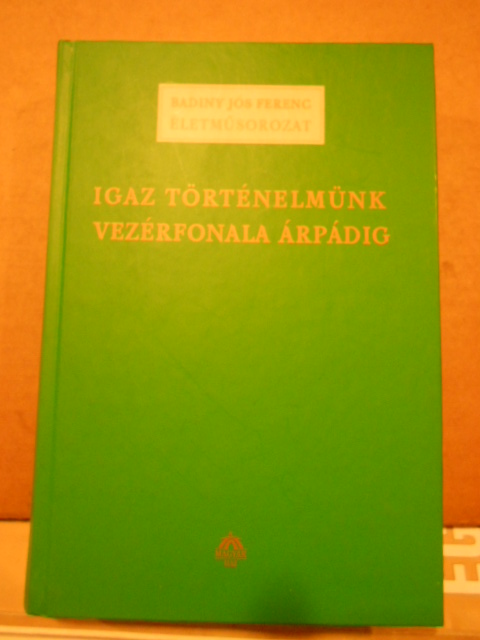 BADINY JÓS FERENC
ÉLETMŰSOROZAT
IGAZ TÖRTÉNELMÜNK
VEZÉRFONALA ÁRPÁDIG